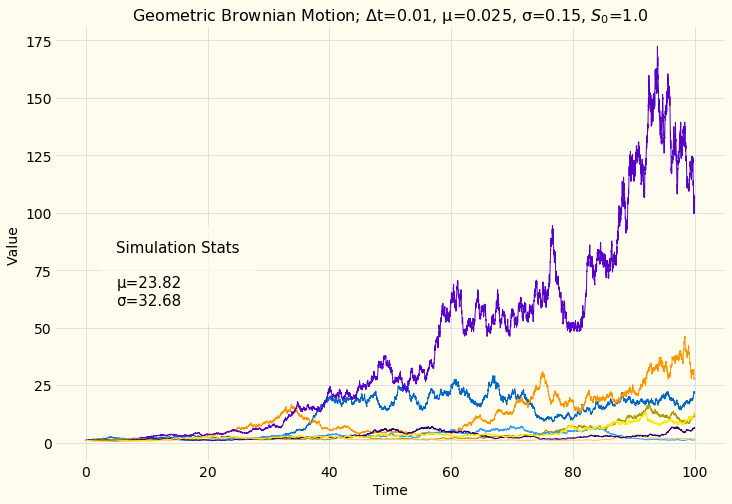 Geometric Brownian Motion; Δt=0.01, μ=0.025, σ=0.15, S₀=1.0
175
150
125
100
75
50
25
0
Value
Simulation Stats
μ=23.82
σ=32.68
0 20 40 60 80 100
Time